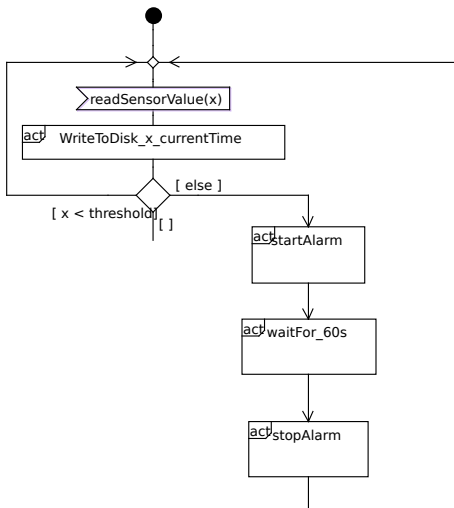 readSensorValue(x)
act
WriteToDisk_x_currentTime
[ else ]
[ x < threshold]
[ ]
act
startAlarm
act
waitFor_60s
act
stopAlarm